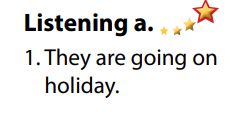 Listening a.
1. They are going on
holiday.